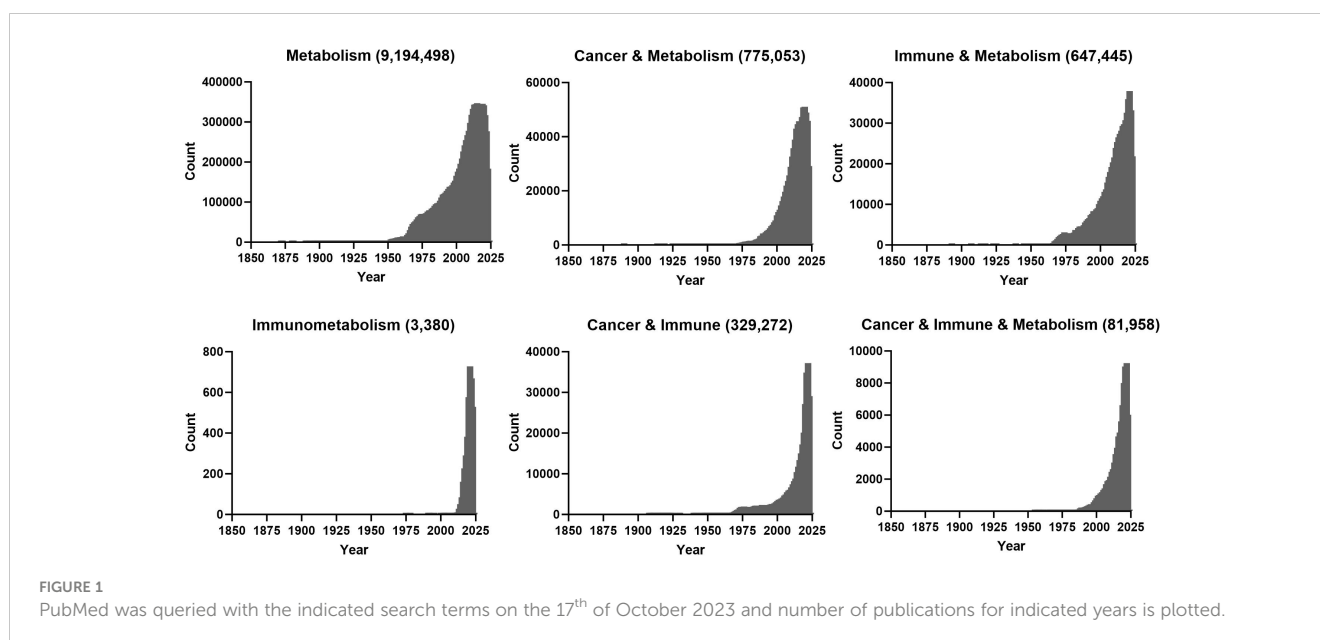 Metabolism (9,194,498)
400000
300000
200000
100000
0
Count
1850 1875 1900 1925 1950 1975 2000 2025
Year
Cancer & Metabolism (775,053)
60000
40000
20000
0
Count
1850 1875 1900 1925 1950 1975 2000 2025
Year
Immune & Metabolism (647,445)
40000
30000
20000
10000
0
Count
1850 1875 1900 1925 1950 1975 2000 2025
Year
Immunometabolism (3,380)
800
600
400
200
0
Count
1850 1875 1900 1925 1950 1975 2000 2025
Year
Cancer & Immune (329,272)
40000
30000
20000
10000
0
Count
1850 1875 1900 1925 1950 1975 2000 2025
Year
Cancer & Immune & Metabolism (81,958)
10000
8000
6000
4000
2000
0
Count
1850 1875 1900 1925 1950 1975 2000 2025
Year
FIGURE 1
PubMed was queried with the indicated search terms on the 17th of October 2023 and number of publications for indicated years is plotted.